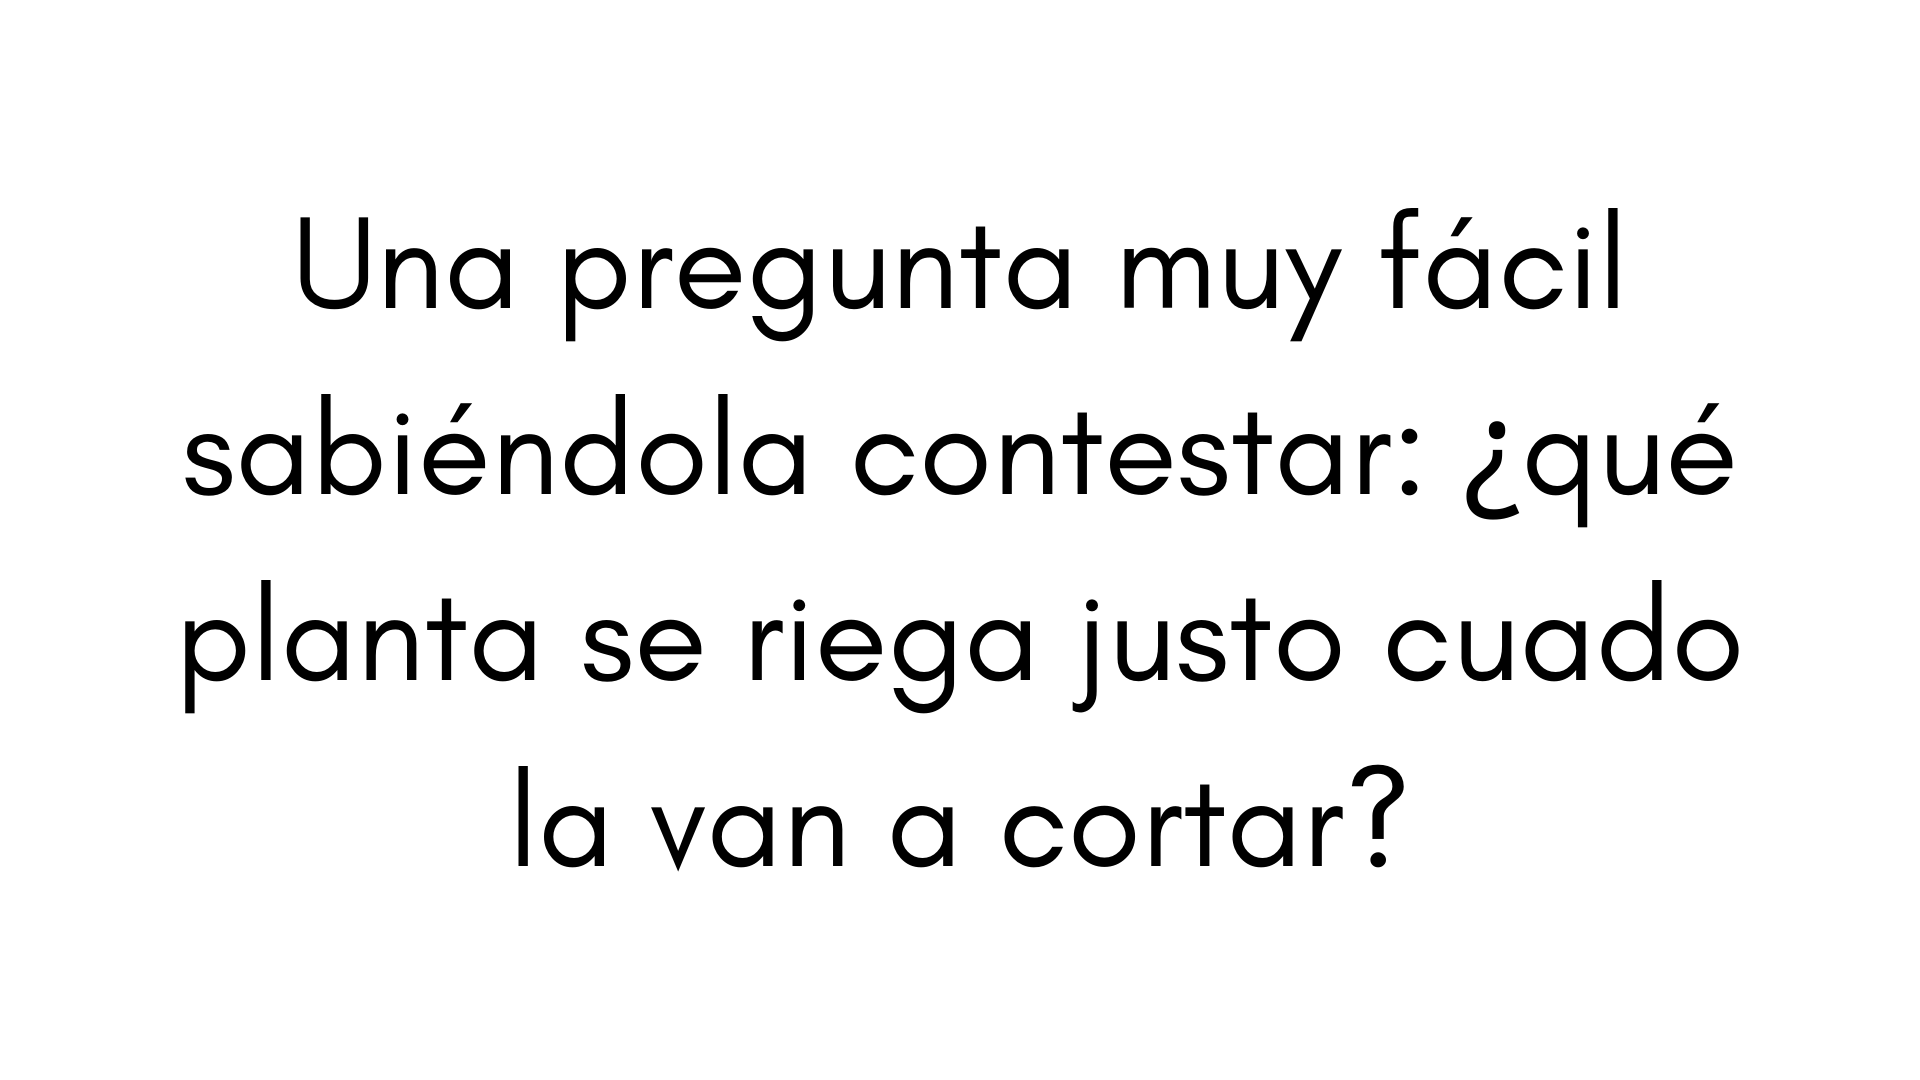 Una pregunta muy fácil
sabiéndola contestar: ¿qué
planta se riega justo cuado
la van a cortar?